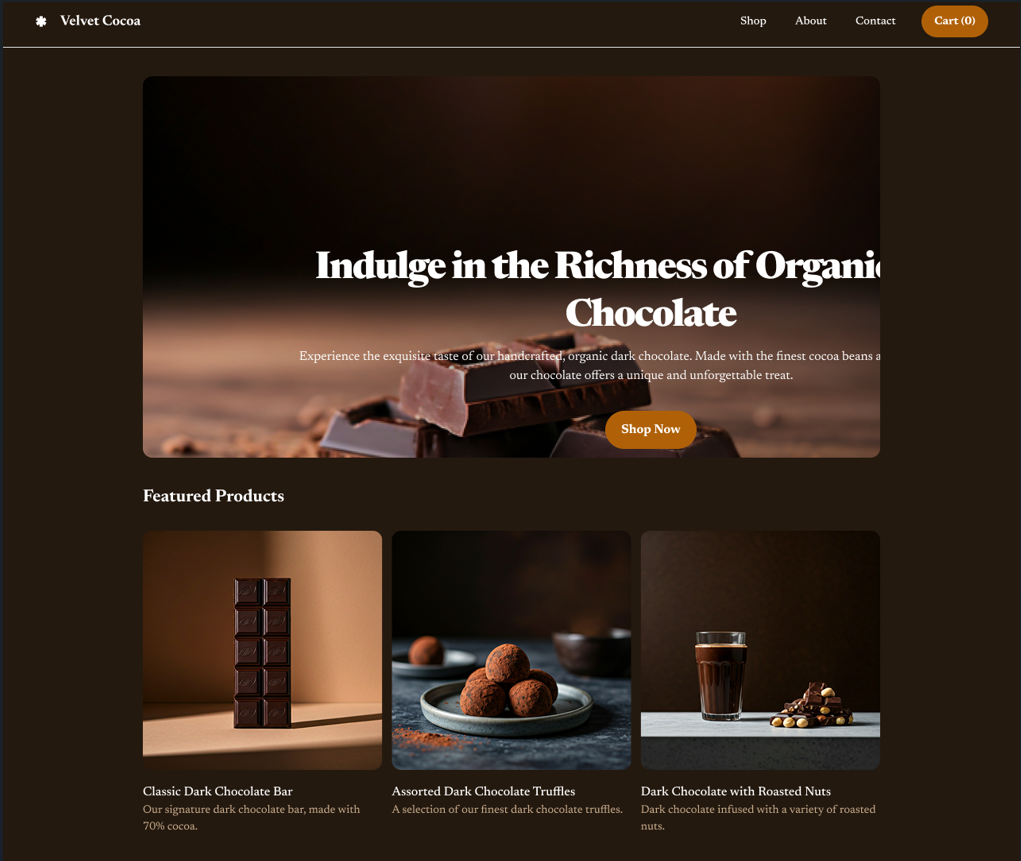 Velvet Cocoa
Shop
About
Contact
Cart (0)
Indulge in the Richness of Organic
Chocolate
Experience the exquisite taste of our handcrafted, organic dark chocolate. Made with the finest cocoa beans
our chocolate offers a unique and unforgettable treat.
Shop Now
Featured Products
Classic Dark Chocolate Bar
Our signature dark chocolate bar, made with
70% cocoa.
Assorted Dark Chocolate Truffles
A selection of our finest dark chocolate truffles.
Dark Chocolate with Roasted Nuts
Dark chocolate infused with a variety of roasted
nuts.